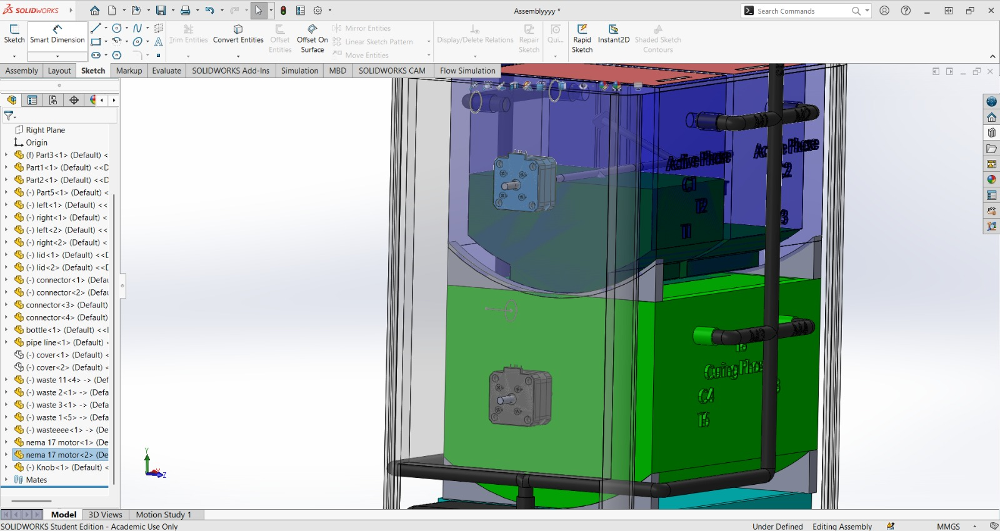 SOLIDWORKS
Assemblyyyy *
Search Commands
Sketch
Smart Dimension
Trim Entities
Convert Entities
Offset Entities
Offset On Surface
Mirror Entities
Linear Sketch Pattern
Move Entities
Display/Delete Relations
Repair Sketch
Qui...
Rapid Sketch
Instant2D
Shaded Sketch Contours
Assembly
Layout
Sketch
Markup
Evaluate
SOLIDWORKS Add-Ins
Simulation
MBD
SOLIDWORKS CAM
Flow Simulation
Right Plane
Origin
(f) Part3<1> (Default) <
Part1<1> (Default) <<D
Part2<1> (Default) <<D
(-) Part5<1> (Default) <
(-) left<1> (Default) <<
(-) right<1> (Default) <
(-) left<2> (Default) <<
(-) right<2> (Default) <
(-) lid<1> (Default) <<D
(-) lid<2> (Default) <<D
(-) connector<1> (Defau
(-) connector<2> (Defau
connector<3> (Default)
connector<4> (Default)
bottle<1> (Default) <<
pipe line<1> (Default)
(-) cover<1> (Default) <
(-) cover<2> (Default) <
(-) waste 11<4> -> (Def
(-) waste 2<1> -> (Defa
(-) waste 3<1> -> (Defa
(-) waste 1<5> -> (Defa
(-) wasteeee<1> -> (De
nema 17 motor<1> (De
nema 17 motor<2> (De
(-) Knob<1> (Default) <
Mates
Active Phase
C1
T2
T1
Active Phase
Curing Phas
C4
T5
Y
Z
Model
3D Views
Motion Study 1
SOLIDWORKS Student Edition - Academic Use Only
Under Defined
Editing Assembly
MMGS